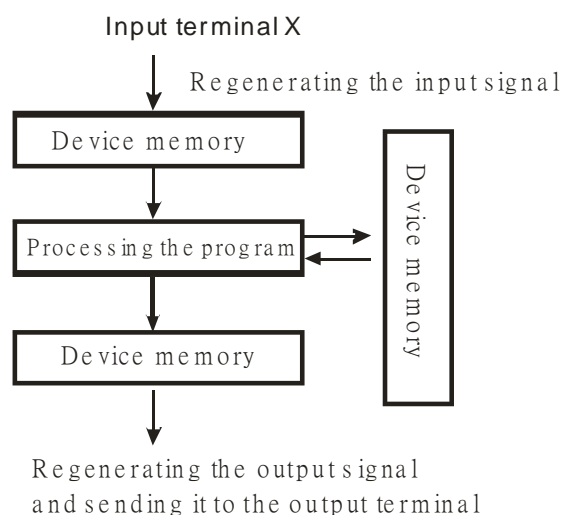 Input terminal X
Regenerating the input signal
Device memory
Processing the program
Device memory
Device memory
Regenerating the output signal
and sending it to the output terminal